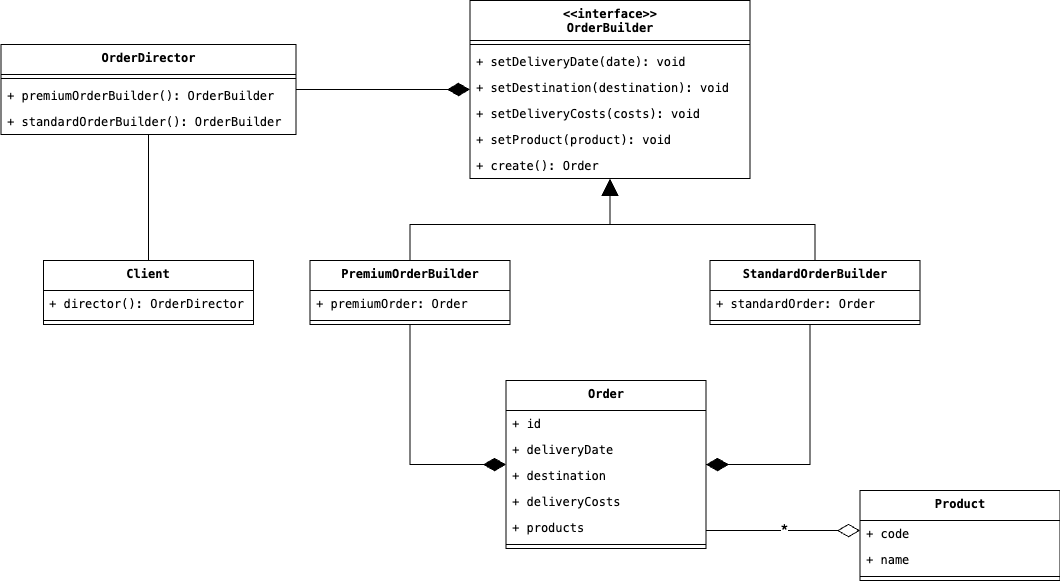 <<interface>>
OrderBuilder
+ setDeliveryDate(date): void
+ setDestination(destination): void
+ setDeliveryCosts(costs): void
+ setProduct(product): void
+ create(): Order
OrderDirector
+ premiumOrderBuilder(): OrderBuilder
+ standardOrderBuilder(): OrderBuilder
Client
+ director(): OrderDirector
PremiumOrderBuilder
+ premiumOrder: Order
StandardOrderBuilder
+ standardOrder: Order
Order
+ id
+ deliveryDate
+ destination
+ deliveryCosts
+ products
*
Product
+ code
+ name